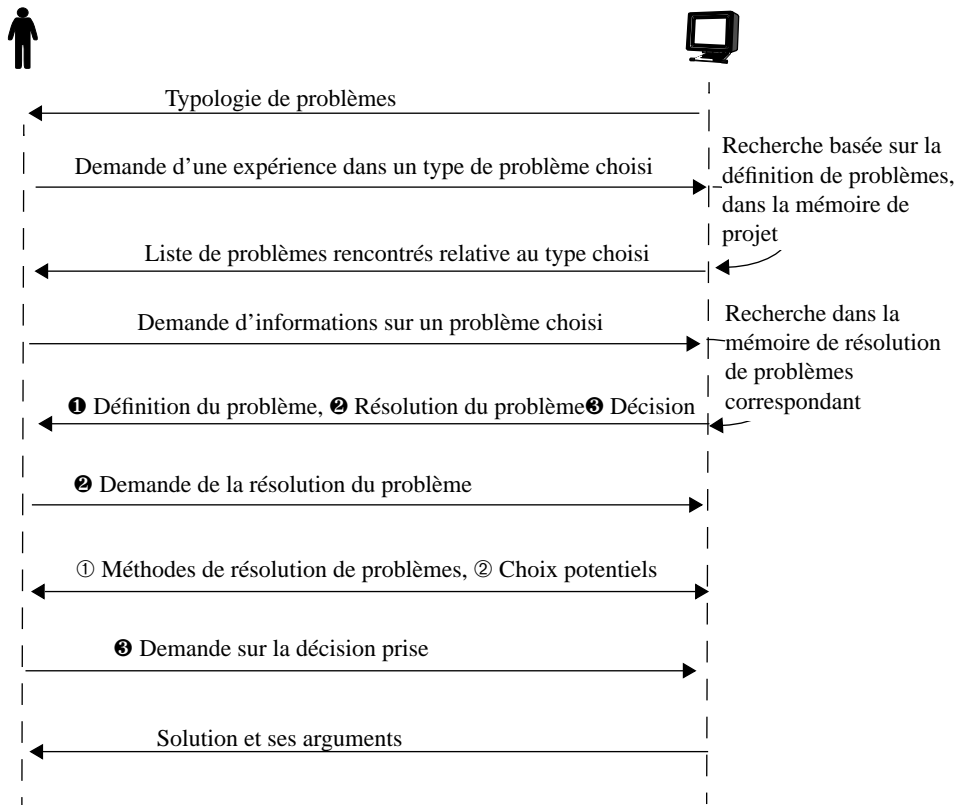 Typologie de problèmes
Demande d’une expérience dans un type de problème choisi
Recherche basée sur la
définition de problèmes,
dans la mémoire de
projet
Liste de problèmes rencontrés relative au type choisi
Demande d’informations sur un problème choisi
Recherche dans la
mémoire de résolution
de problèmes
correspondant
❶ Définition du problème, ❷ Résolution du problème❸ Décision
❷ Demande de la résolution du problème
① Méthodes de résolution de problèmes, ② Choix potentiels
❸ Demande sur la décision prise
Solution et ses arguments